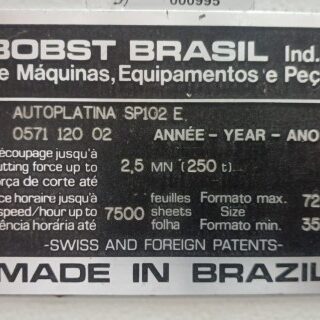 000995
BOBST BRASIL Ind.
e Máquinas, Equipamentos e Peç
AUTOPLATINA SP102 E
0571 120 02 ANNÉE - YEAR - ANO
écoupage jusqu'à
utting force up to 2,5 MN (250 t)
orça de corte até
ce horaire jusqu'à feuilles Formato max. 72
speed/hour up to 7500 sheets Size
ência horária até folha Formato min. 35
-SWISS AND FOREIGN PATENTS-
MADE IN BRAZIL